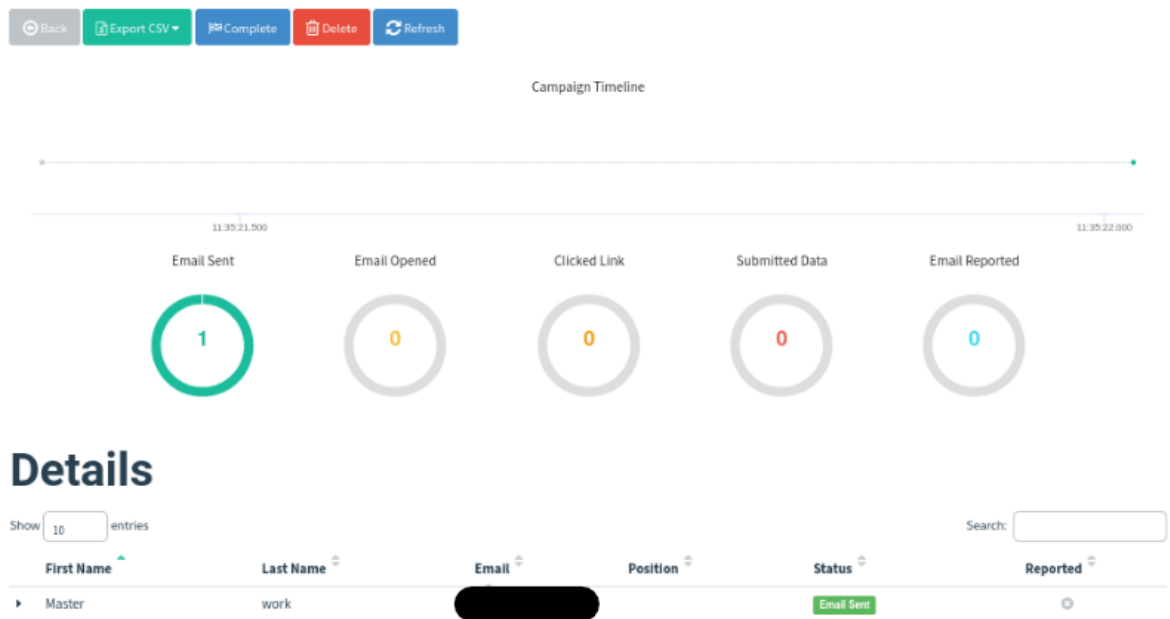 Back Export CSV Complete Delete Refresh
Campaign Timeline
11:35:21.500 11:35:22.000
Email Sent Email Opened Clicked Link Submitted Data Email Reported
1 0 0 0 0
Details
Show 10 entries Search:
First Name Last Name Email Position Status Reported
Master work Email Sent